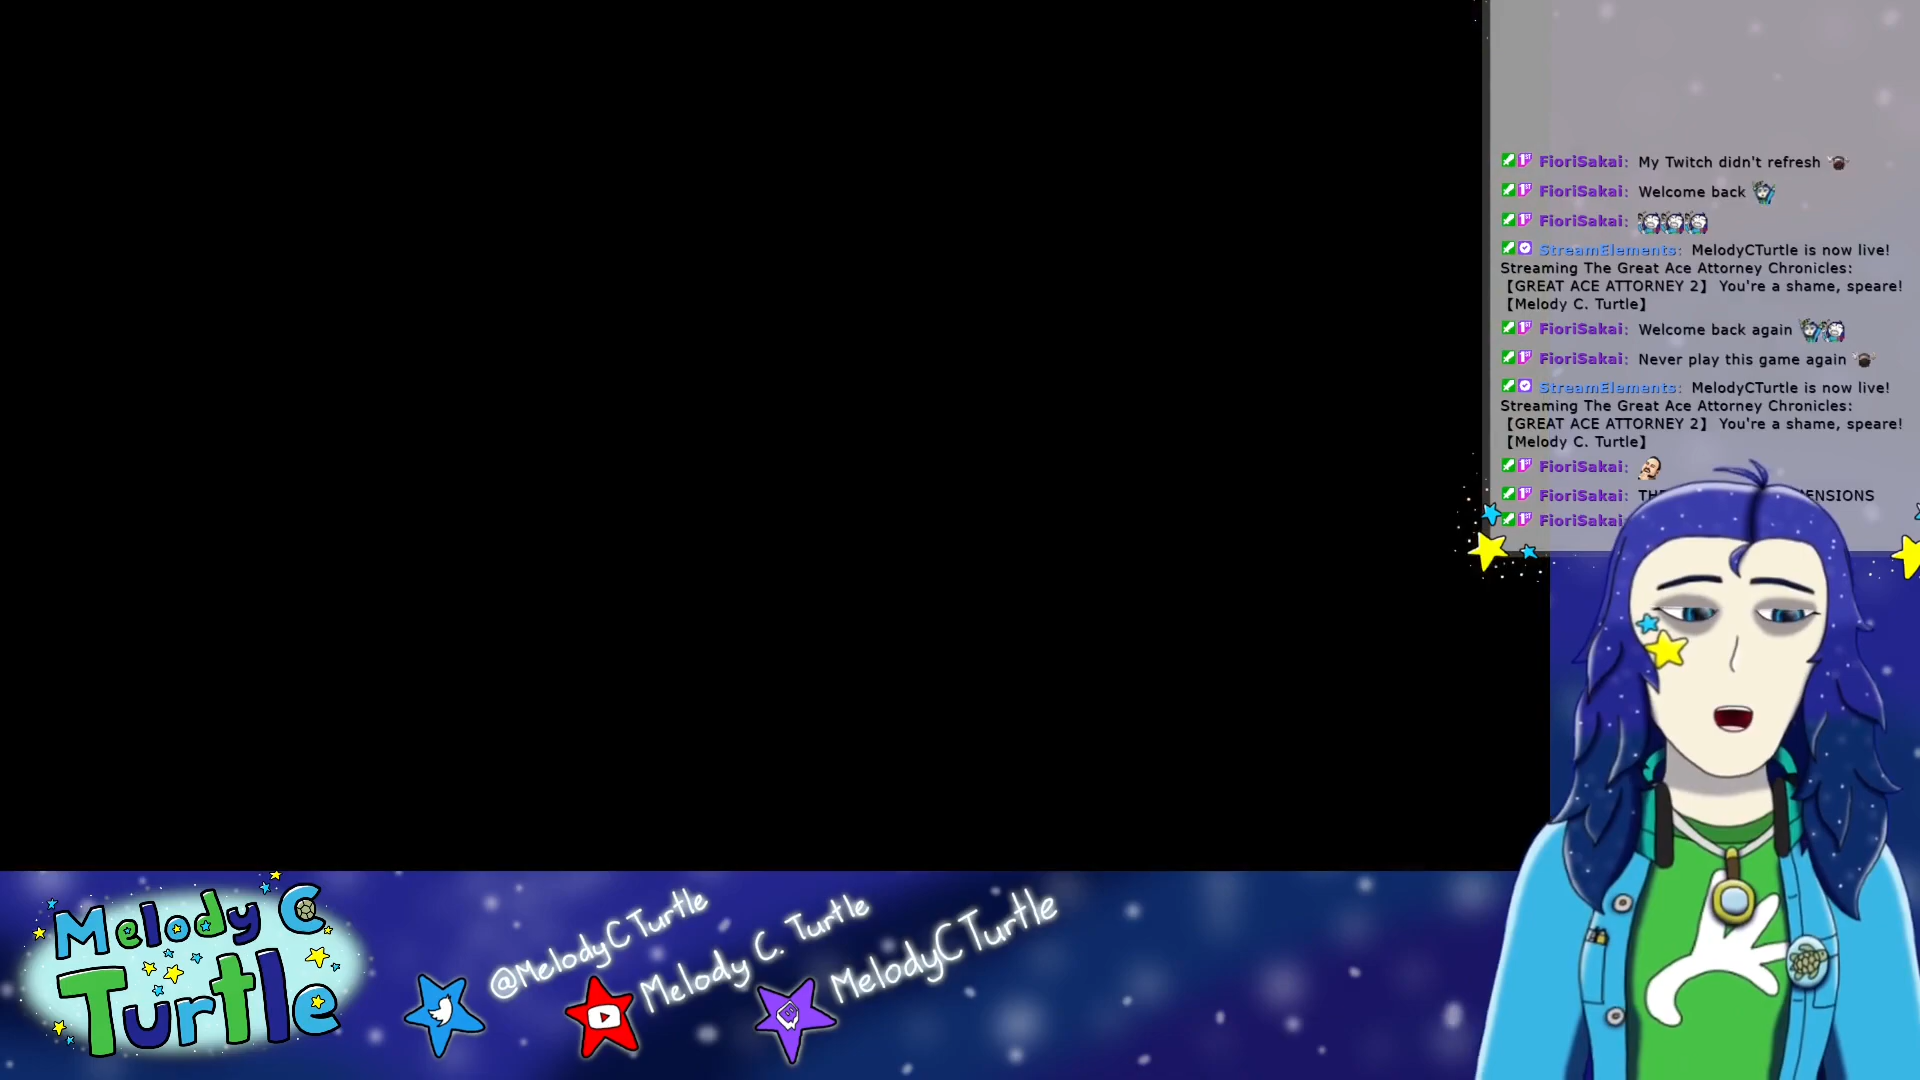 FioriSakai: My Twitch didn't refresh
FioriSakai: Welcome back
FioriSakai:
StreamElements: MelodyCTurtle is now live!
Streaming The Great Ace Attorney Chronicles:
【GREAT ACE ATTORNEY 2】 You're a shame, speare!
【Melody C. Turtle】
FioriSakai: Welcome back again
FioriSakai: Never play this game again
StreamElements: MelodyCTurtle is now live!
Streaming The Great Ace Attorney Chronicles:
【GREAT ACE ATTORNEY 2】 You're a shame, speare!
【Melody C. Turtle】
FioriSakai:
FioriSakai:
FioriSakai
Melody C
Turtle
@MelodyCTurtle
Melody C. Turtle
MelodyCTurtle